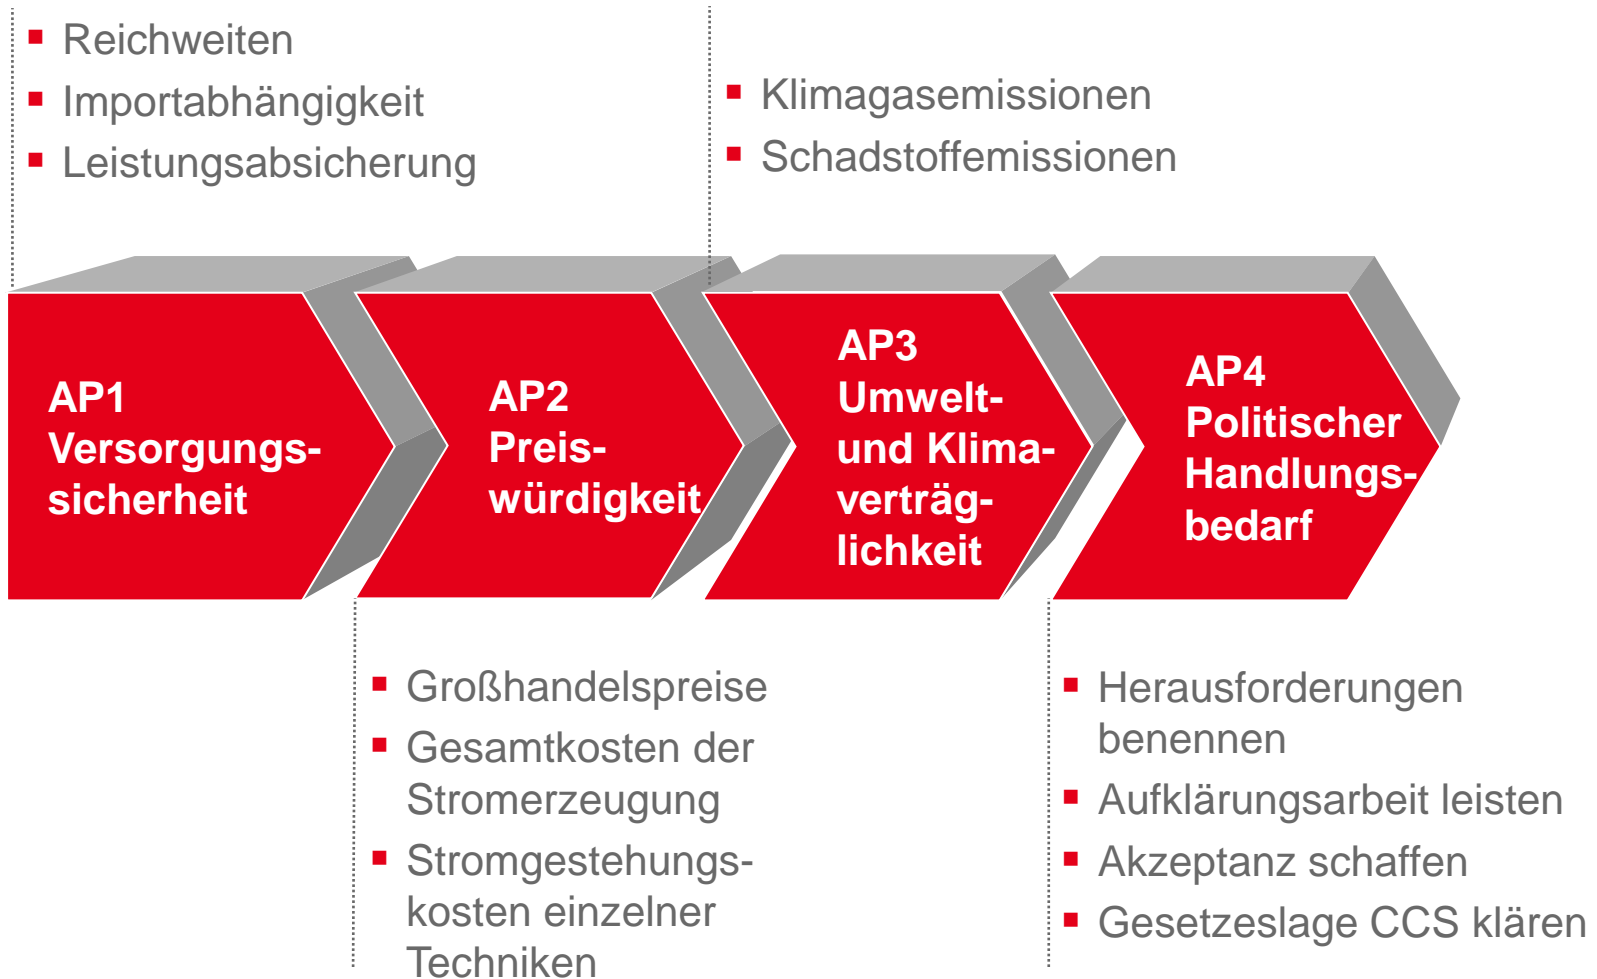 Reichweiten
Importabhängigkeit
Leistungsabsicherung
Klimagasemissionen
Schadstoffemissionen
AP1
Versorgungs-
sicherheit
AP2
Preis-
würdigkeit
AP3
Umwelt-
und Klima-
verträg-
lichkeit
AP4
Politischer
Handlungs-
bedarf
Großhandelspreise
Gesamtkosten der
Stromerzeugung
Stromgestehungs-
kosten einzelner
Techniken
Herausforderungen
benennen
Aufklärungsarbeit leisten
Akzeptanz schaffen
Gesetzeslage CCS klären